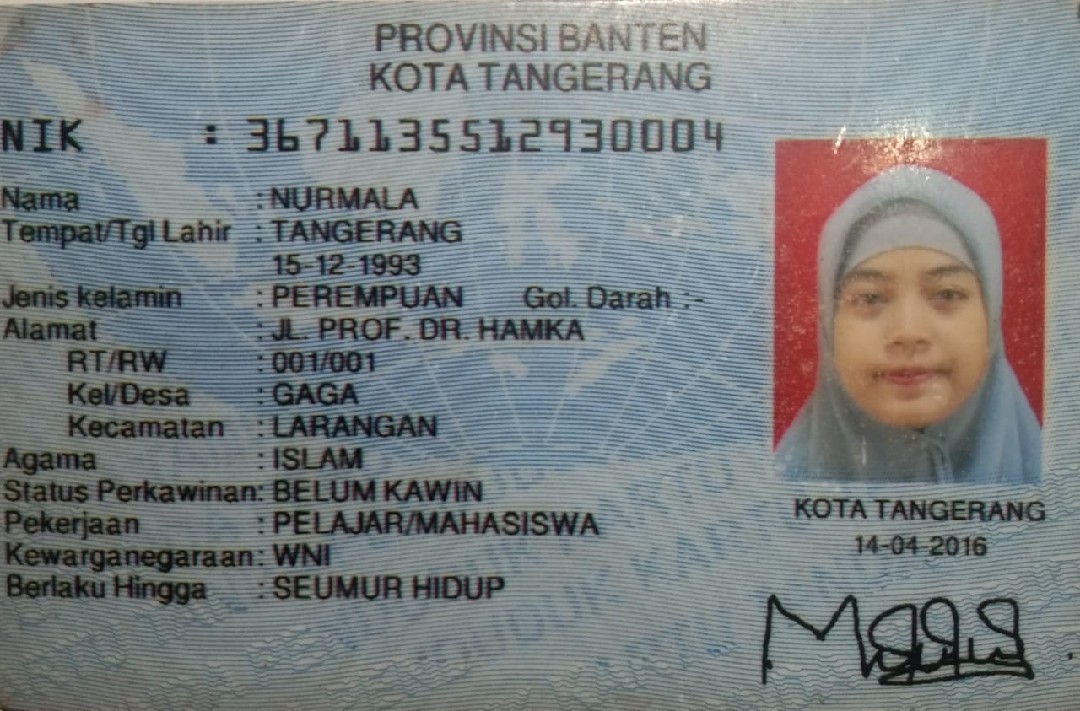 PROVINSI BANTEN
KOTA TANGERANG
NIK : 3671135512930004
Nama : NURMALA
Tempat/Tgl Lahir : TANGERANG
15-12-1993
Jenis kelamin : PEREMPUAN Gol. Darah :-
Alamat : JL. PROF. DR. HAMKA
RT/RW : 001/001
Kel/Desa : GAGA
Kecamatan : LARANGAN
Agama : ISLAM
Status Perkawinan: BELUM KAWIN
Pekerjaan : PELAJAR/MAHASISWA
Kewarganegaraan: WNI
Berlaku Hingga : SEUMUR HIDUP
KOTA TANGERANG
14-04-2016